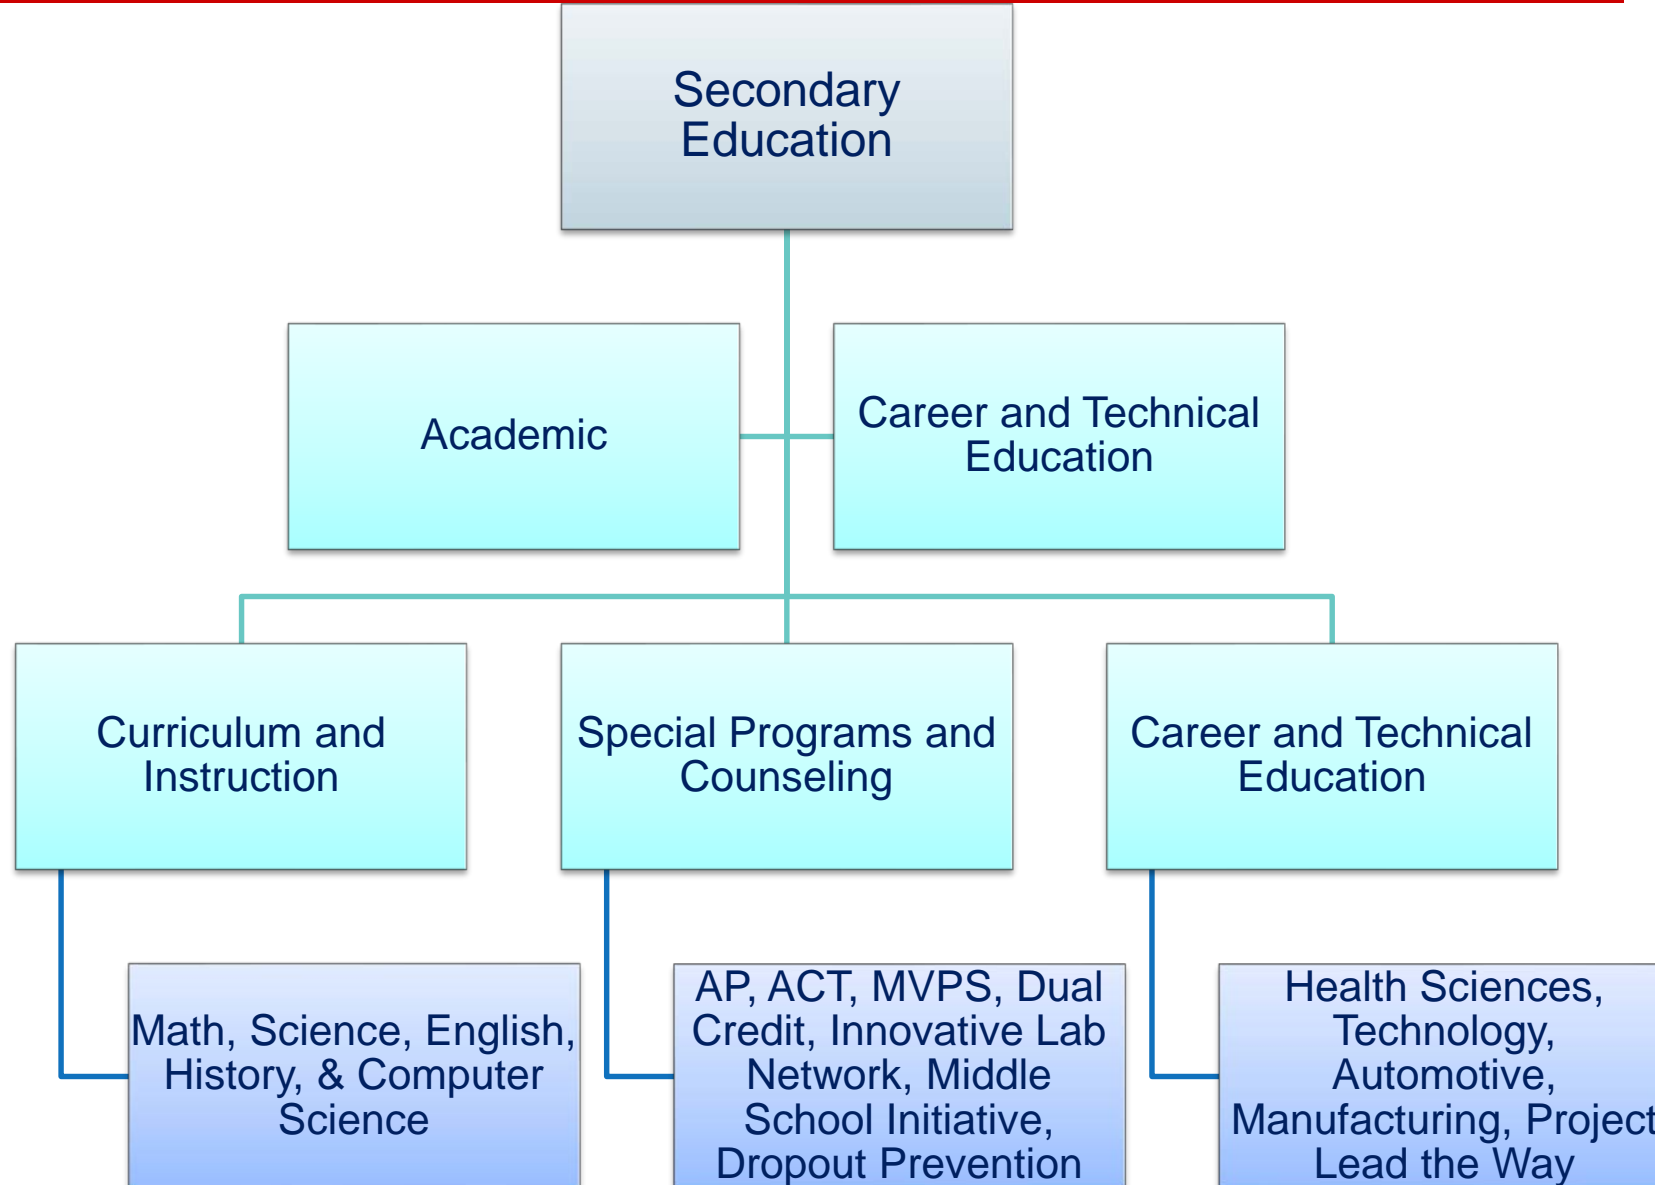 Secondary
Education
Academic
Career and Technical
Education
Curriculum and
Instruction
Special Programs and
Counseling
Career and Technical
Education
Math, Science, English,
History, & Computer
Science
AP, ACT, MVPS, Dual
Credit, Innovative Lab
Network, Middle
School Initiative,
Dropout Prevention
Health Sciences,
Technology,
Automotive,
Manufacturing, Project
Lead the Way